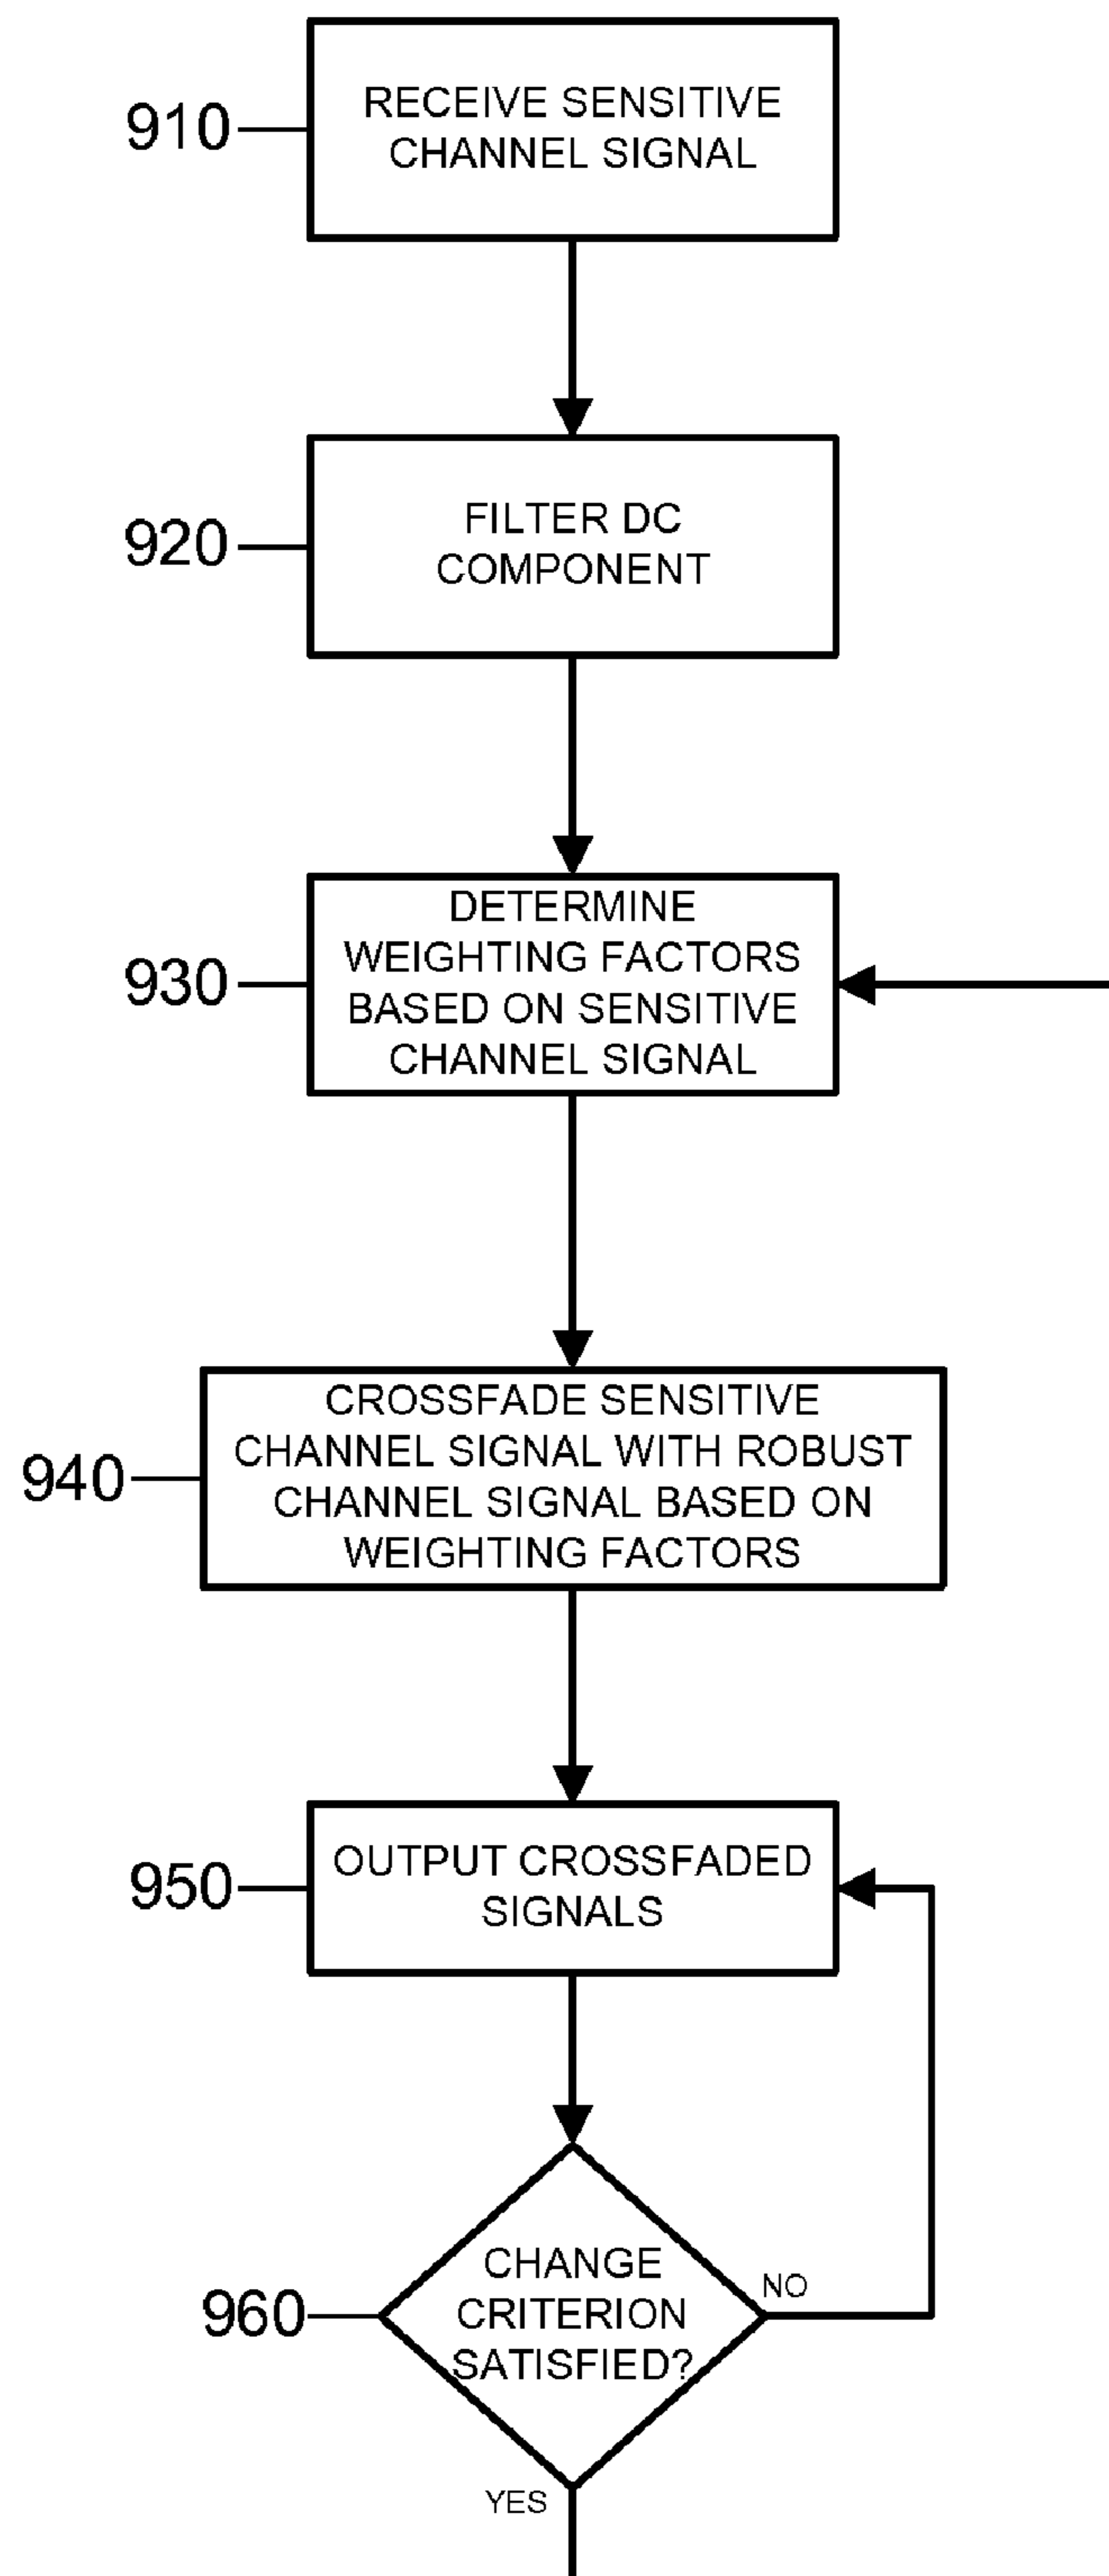 910
RECEIVE SENSITIVE
CHANNEL SIGNAL
920
FILTER DC
COMPONENT
930
DETERMINE
WEIGHTING FACTORS
BASED ON SENSITIVE
CHANNEL SIGNAL
940
CROSSFADE SENSITIVE
CHANNEL SIGNAL WITH ROBUST
CHANNEL SIGNAL BASED ON
WEIGHTING FACTORS
950
OUTPUT CROSSFADED
SIGNALS
960
CHANGE
CRITERION
SATISFIED?
NO
YES